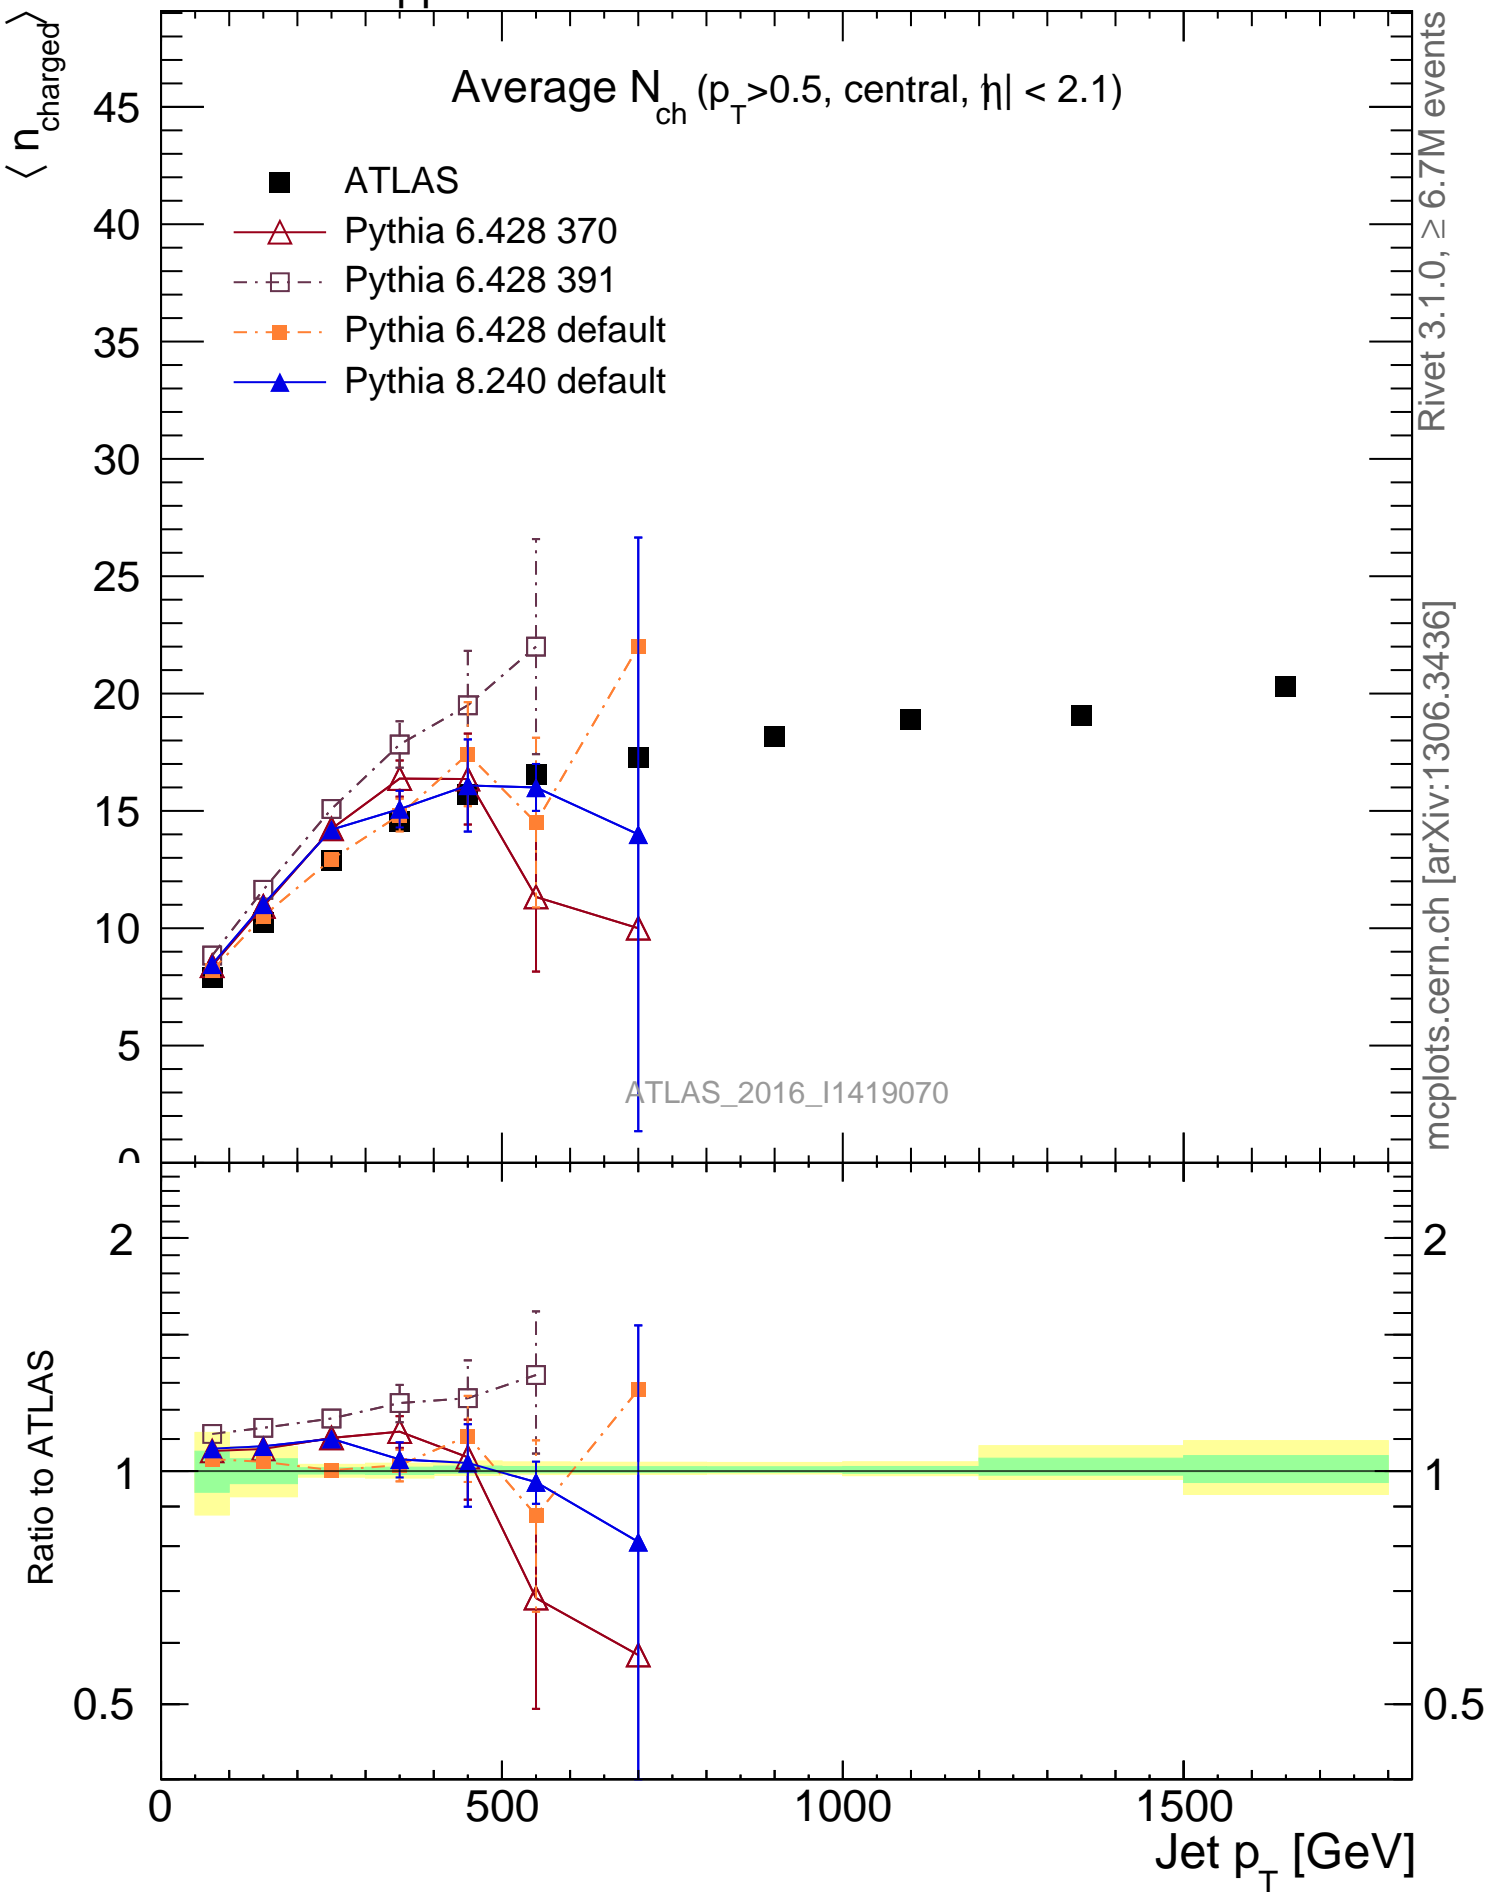 ⟨ n_charged ⟩
Average N_ch (p_T>0.5, central, |η| < 2.1)
ATLAS
Pythia 6.428 370
Pythia 6.428 391
Pythia 6.428 default
Pythia 8.240 default
45
40
35
30
25
20
15
10
5
0
ATLAS_2016_I1419070
Rivet 3.1.0, ≥ 6.7M events
mcplots.cern.ch [arXiv:1306.3436]
Ratio to ATLAS
2
1
0.5
2
1
0.5
0 500 1000 1500
Jet p_T [GeV]